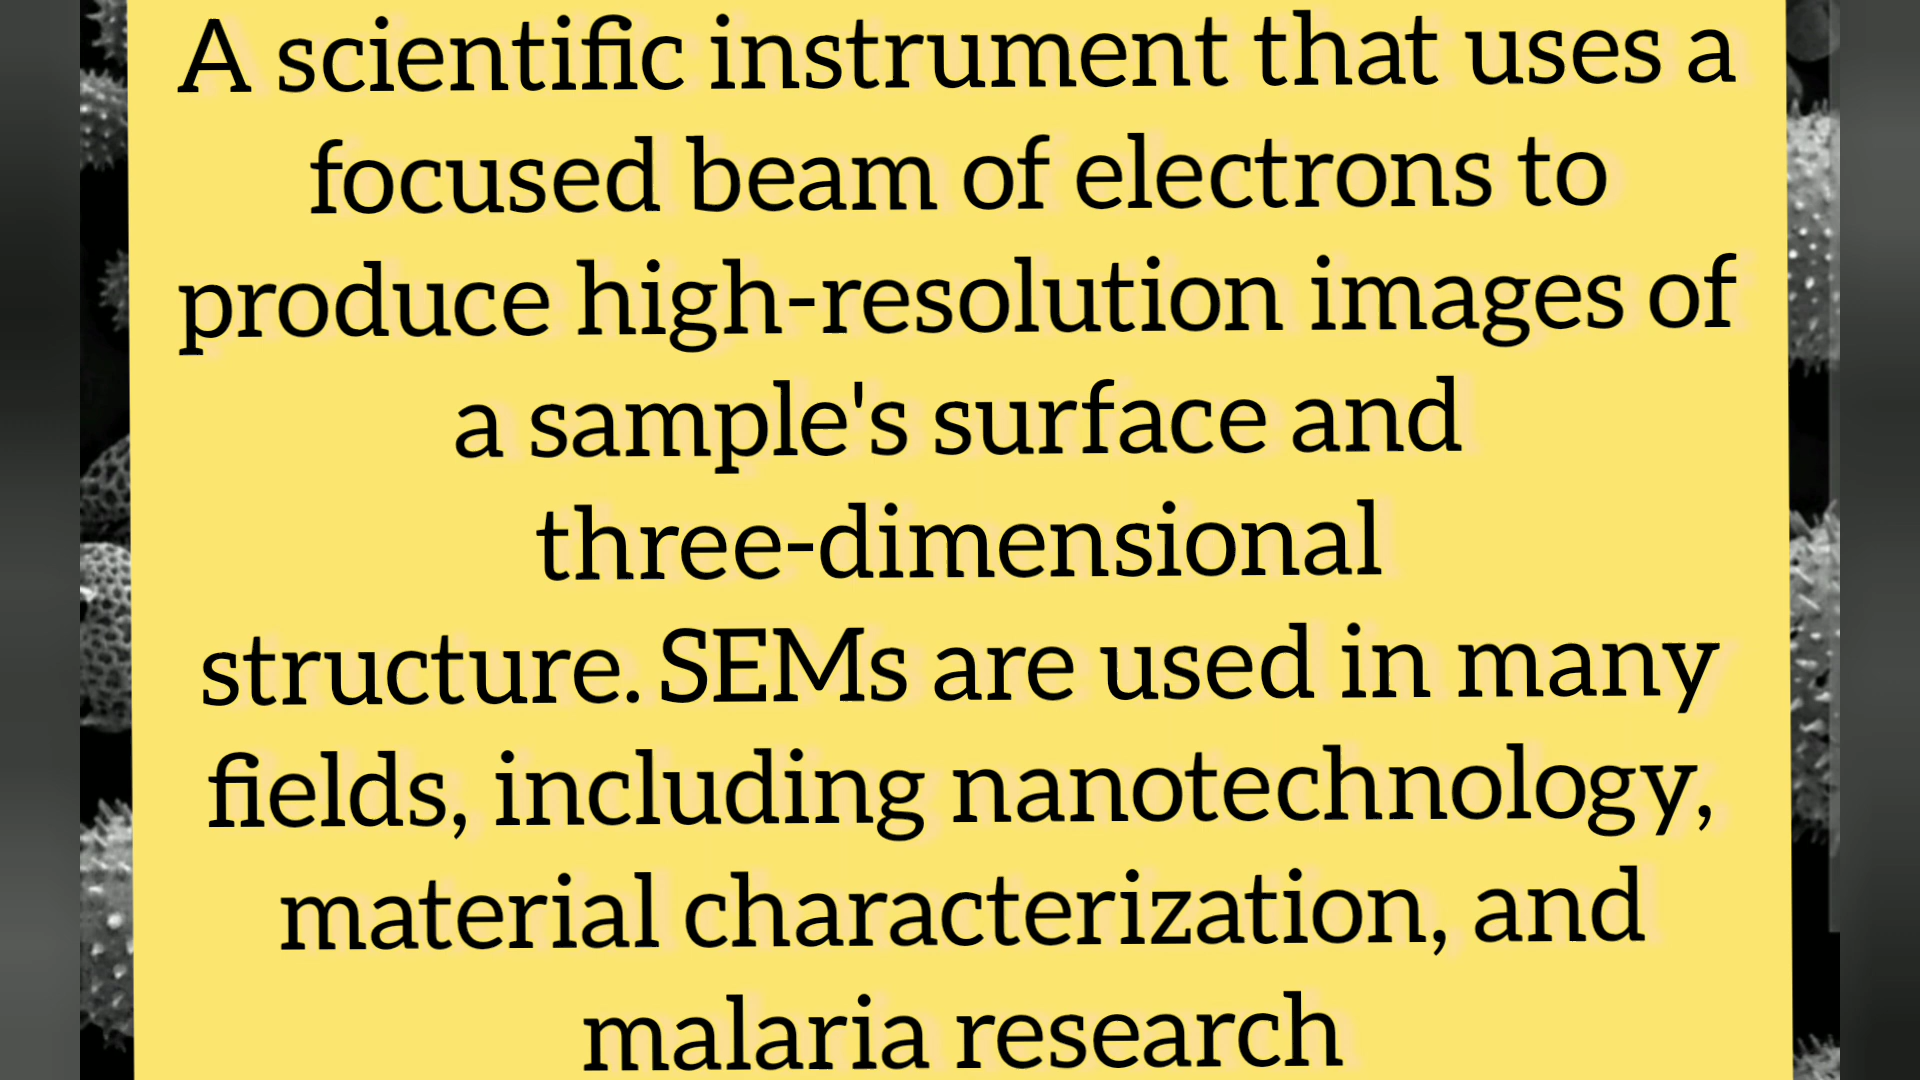 A scientific instrument that uses a
focused beam of electrons to
produce high-resolution images of
a sample's surface and
three-dimensional
structure. SEMs are used in many
fields, including nanotechnology,
material characterization, and
malaria research